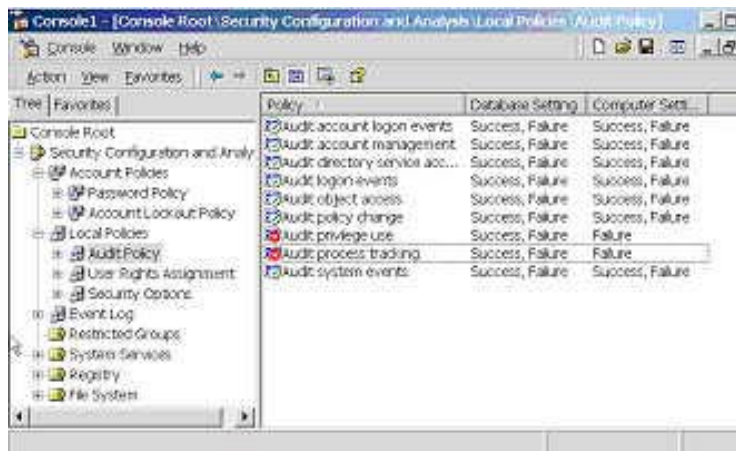 Console1 - [Console Root\Security Configuration and Analysis\Local Policies\Audit Policy]
Console Window Help
Action View Favorites
Tree Favorites
Policy Database Setting Computer Setti...
Console Root
Security Configuration and Analy
Account Policies
Password Policy
Account Lockout Policy
Local Policies
Audit Policy
User Rights Assignment
Security Options
Event Log
Restricted Groups
System Services
Registry
File System
Audit account logon events Success, Failure Success, Failure
Audit account management Success, Failure Success, Failure
Audit directory service acc... Success, Failure Success, Failure
Audit logon events Success, Failure Success, Failure
Audit object access Success, Failure Success, Failure
Audit policy change Success, Failure Success, Failure
Audit privilege use Success, Failure Failure
Audit process tracking Success, Failure Failure
Audit system events Success, Failure Success, Failure